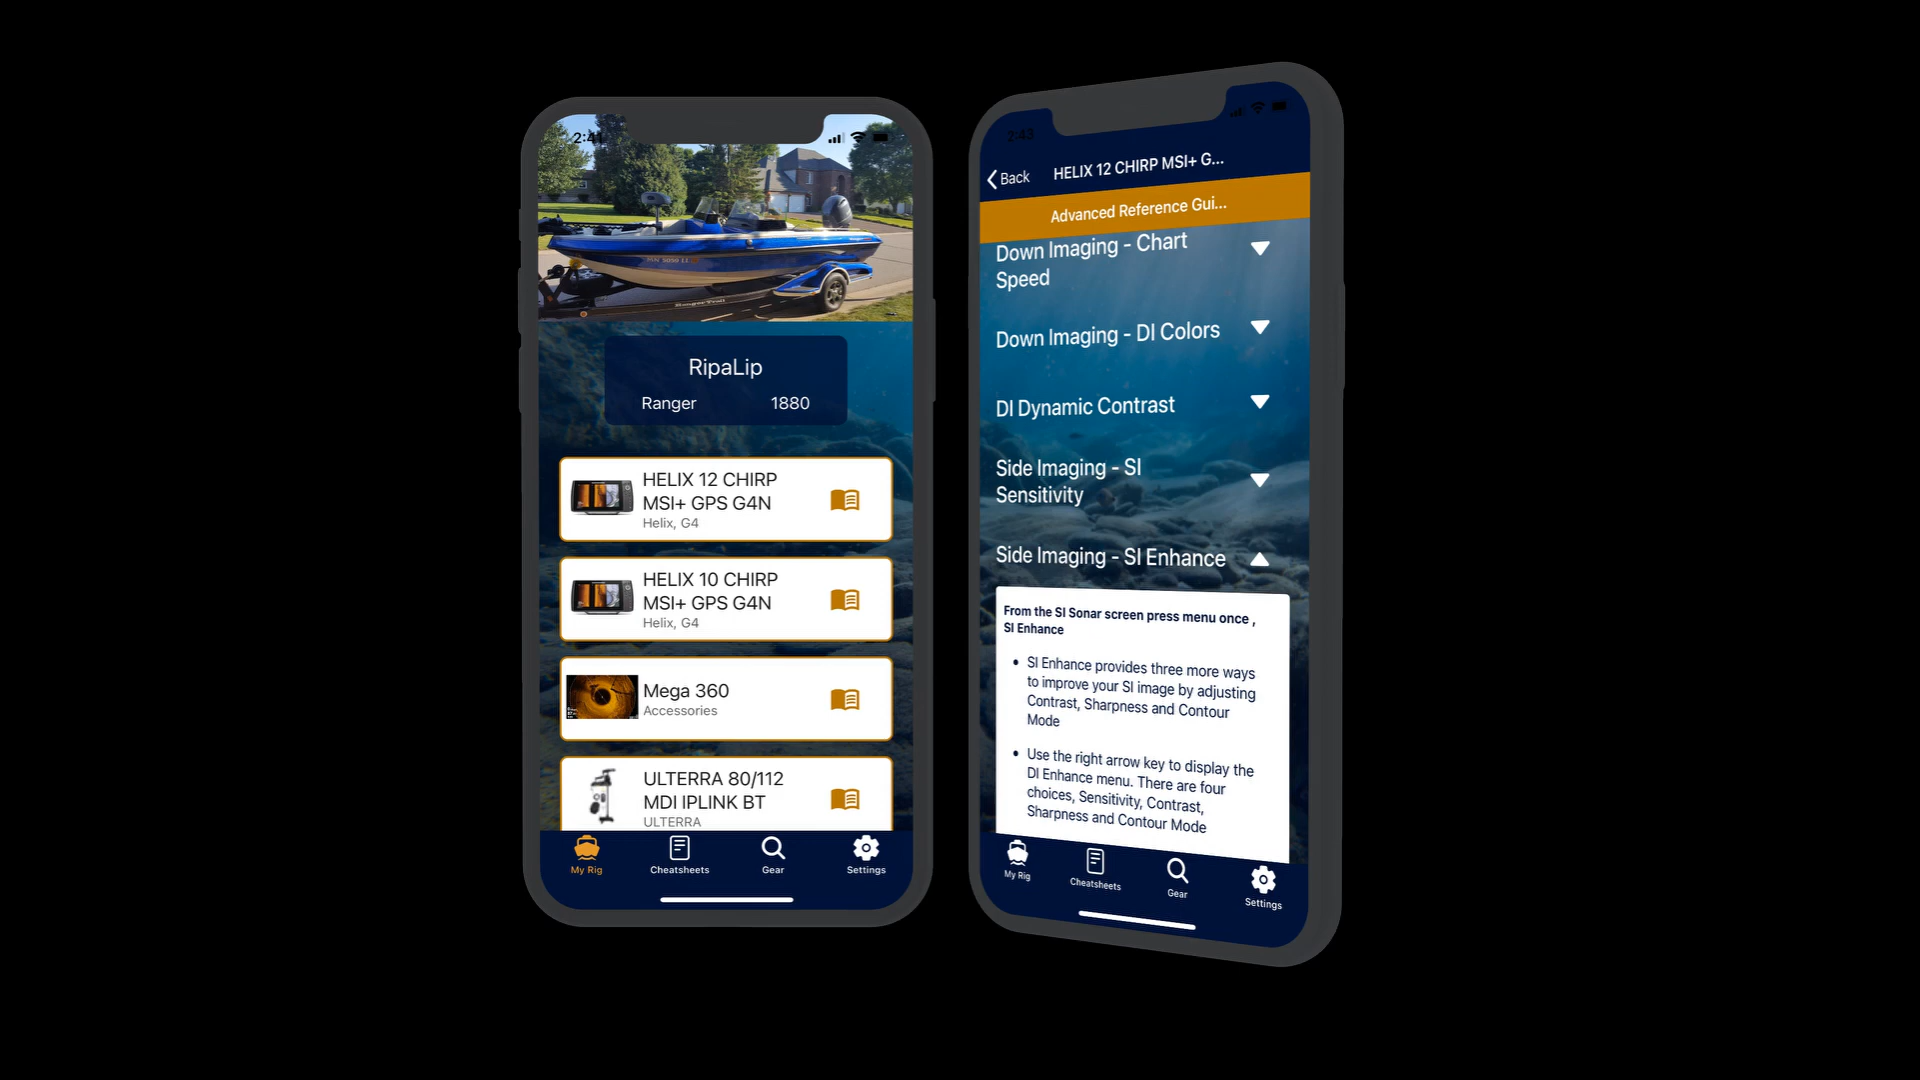 2:41
MN 5050 LL
Ranger Trail
RipaLip
Ranger 1880
HELIX 12 CHIRP
MSI+ GPS G4N
Helix, G4
HELIX 10 CHIRP
MSI+ GPS G4N
Helix, G4
Mega 360
Accessories
ULTERRA 80/112
MDI IPLINK BT
ULTERRA
My Rig
Cheatsheets
Gear
Settings
2:43
Back
HELIX 12 CHIRP MSI+ G...
Advanced Reference Gui...
Down Imaging - Chart
Speed
Down Imaging - DI Colors
DI Dynamic Contrast
Side Imaging - SI
Sensitivity
Side Imaging - SI Enhance
From the SI Sonar screen press menu once ,
SI Enhance
• SI Enhance provides three more ways
to improve your SI image by adjusting
Contrast, Sharpness and Contour
Mode
• Use the right arrow key to display the
DI Enhance menu. There are four
choices, Sensitivity, Contrast,
Sharpness and Contour Mode
My Rig
Cheatsheets
Gear
Settings